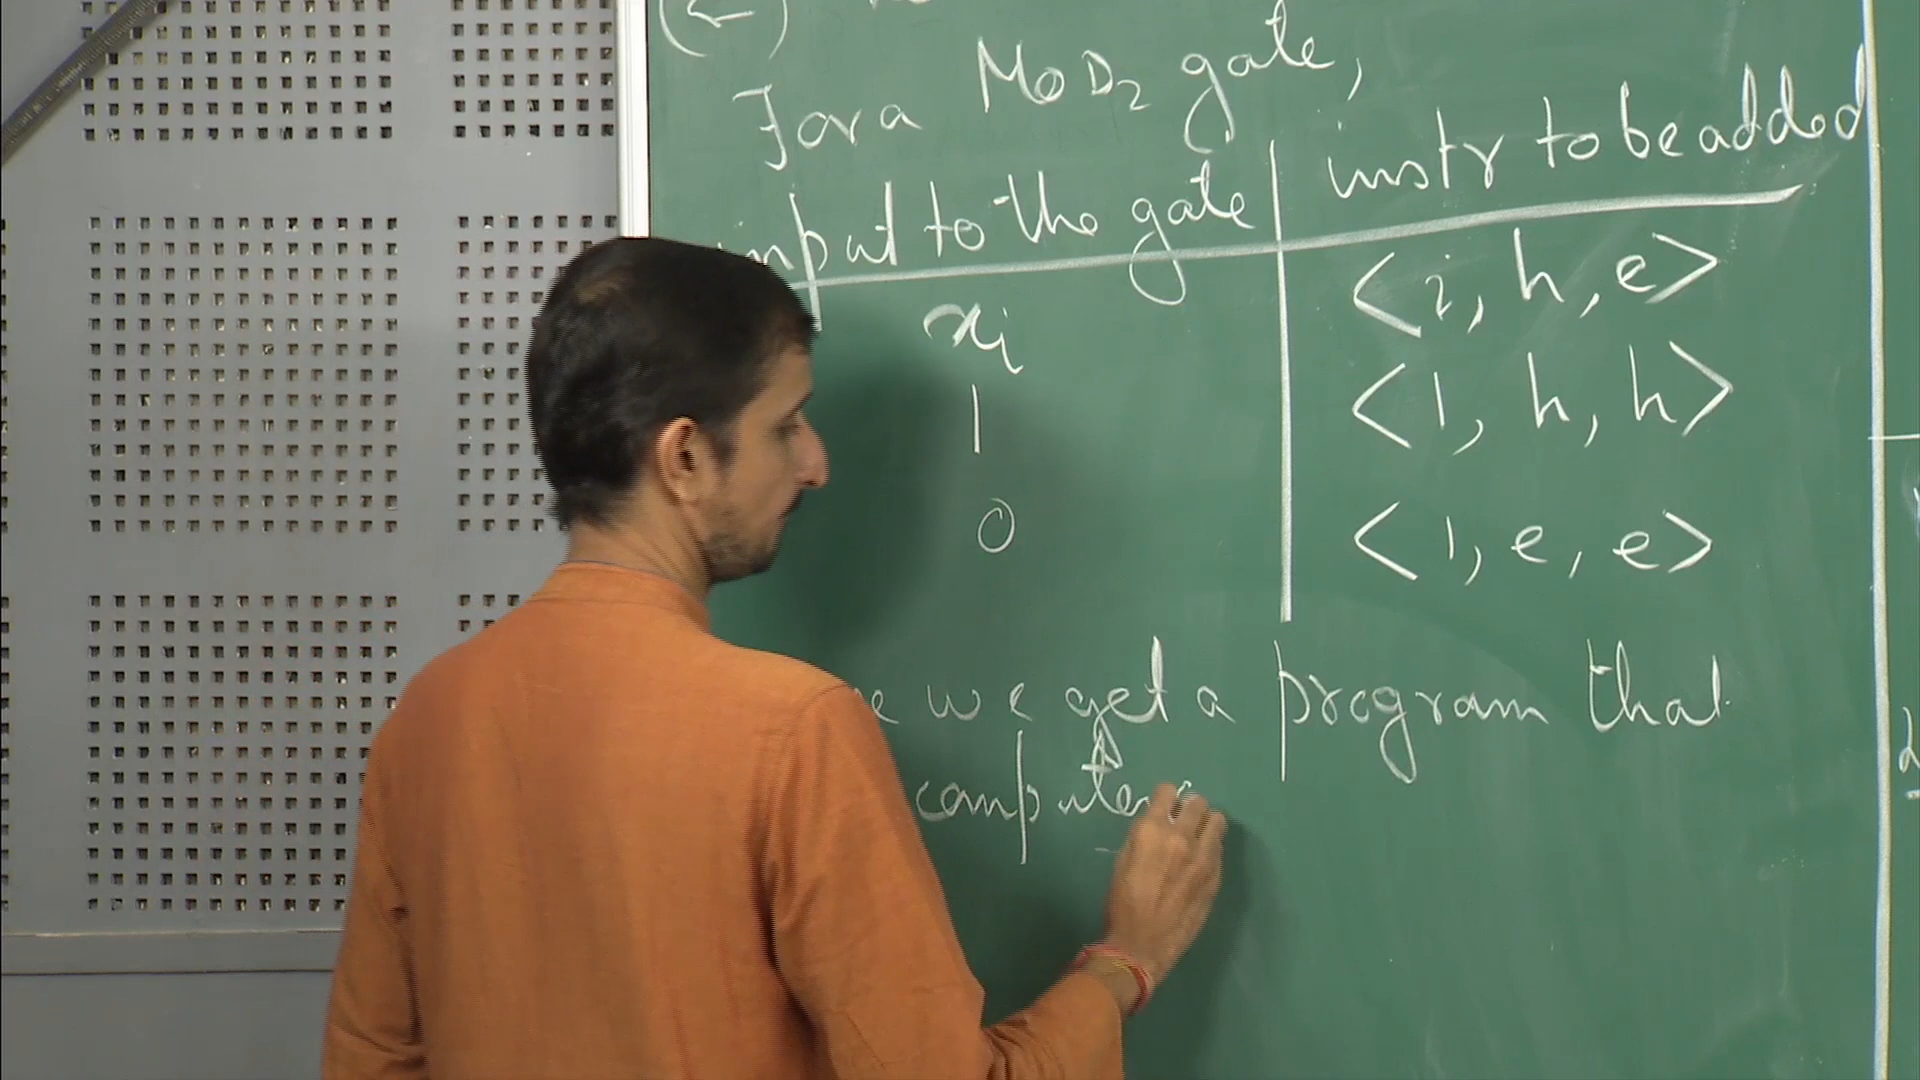 (←)
For a MOD₂ gate,
input to the gate | instr to be added
xᵢ | <i, h, e>
1 | <1, h, h>
0 | <1, e, e>
we get a program that
computes